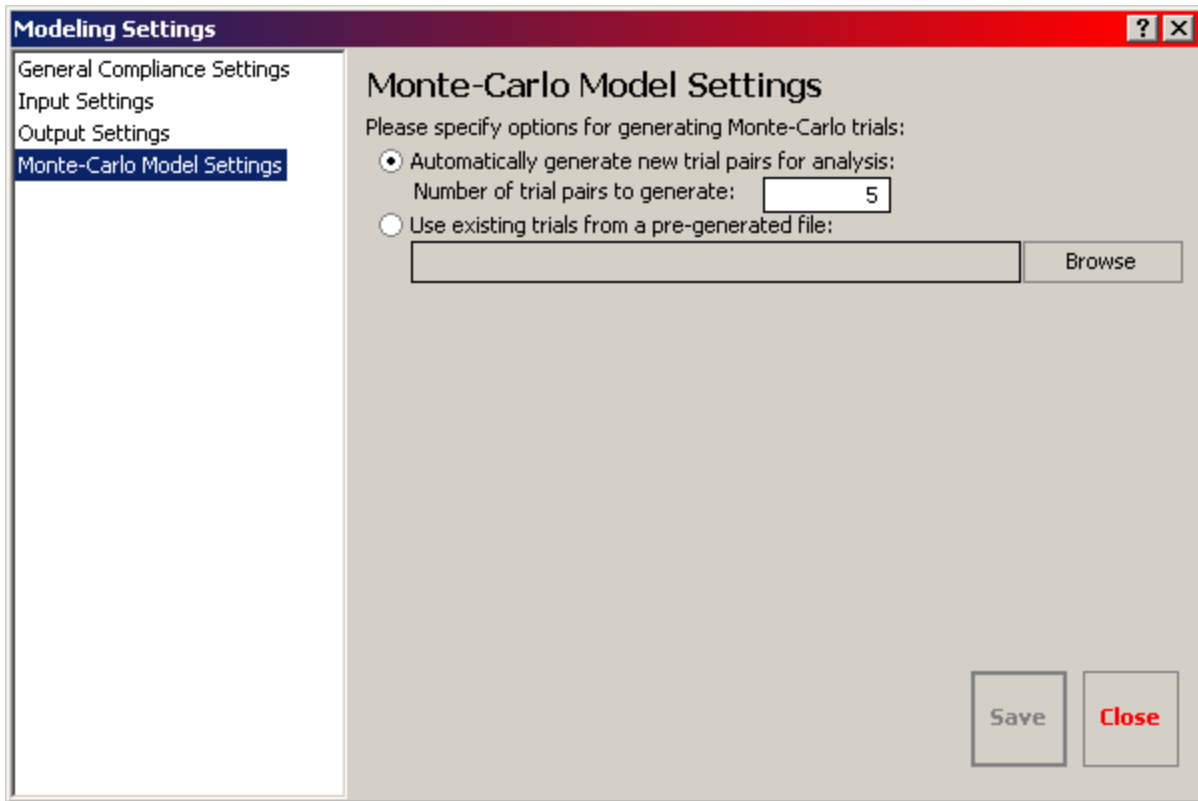 Modeling Settings
General Compliance Settings
Input Settings
Output Settings
Monte-Carlo Model Settings
Monte-Carlo Model Settings
Please specify options for generating Monte-Carlo trials:
Automatically generate new trial pairs for analysis:
Number of trial pairs to generate: 5
Use existing trials from a pre-generated file:
Browse
Save Close